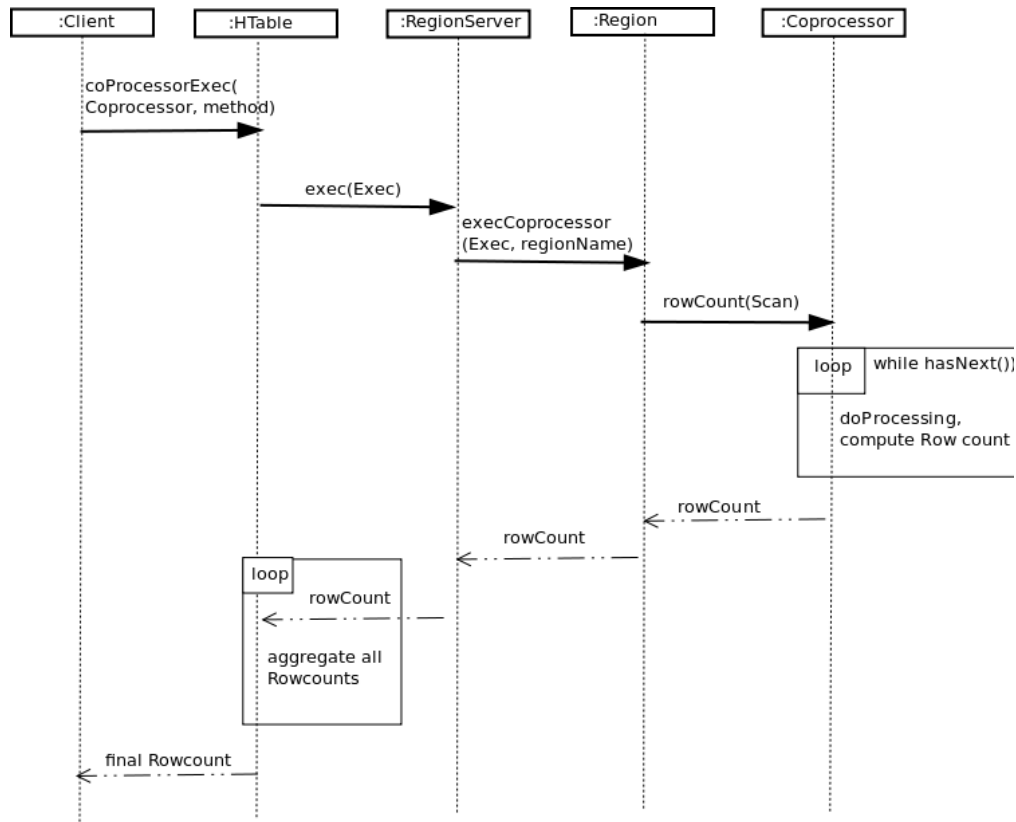 :Client
:HTable
:RegionServer
:Region
:Coprocessor
coProcessorExec(
Coprocessor, method)
exec(Exec)
execCoprocessor
(Exec, regionName)
rowCount(Scan)
loop
while hasNext())
doProcessing,
compute Row count
rowCount
rowCount
loop
rowCount
aggregate all
Rowcounts
final Rowcount